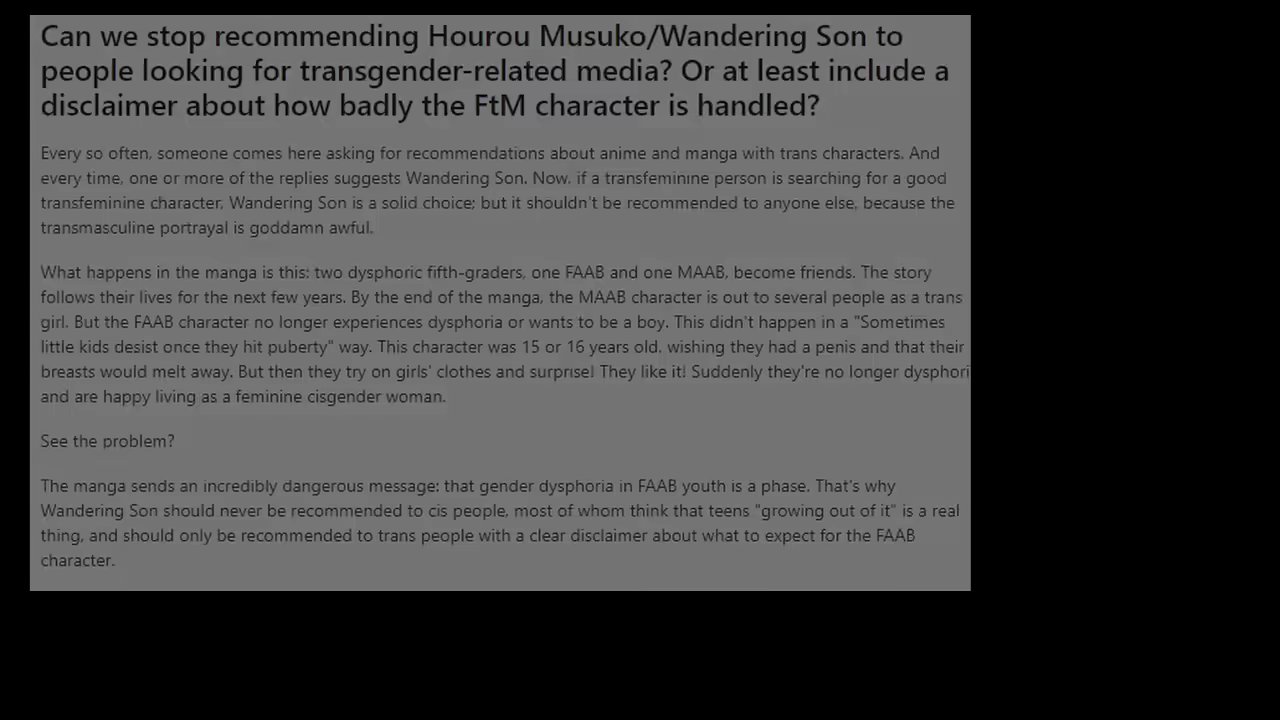 Can we stop recommending Hourou Musuko/Wandering Son to
people looking for transgender-related media? Or at least include a
disclaimer about how badly the FtM character is handled?
Every so often, someone comes here asking for recommendations about anime and manga with trans characters. And
every time, one or more of the replies suggests Wandering Son. Now, if a transfeminine person is searching for a good
transfeminine character, Wandering Son is a solid choice; but it shouldn't be recommended to anyone else, because the
transmasculine portrayal is goddamn awful.
What happens in the manga is this: two dysphoric fifth-graders, one FAAB and one MAAB, become friends. The story
follows their lives for the next few years. By the end of the manga, the MAAB character is out to several people as a trans
girl. But the FAAB character no longer experiences dysphoria or wants to be a boy. This didn't happen in a "Sometimes
little kids desist once they hit puberty" way. This character was 15 or 16 years old, wishing they had a penis and that their
breasts would melt away. But then they try on girls' clothes and surprise! They like it! Suddenly they're no longer dysphori
and are happy living as a feminine cisgender woman.
See the problem?
The manga sends an incredibly dangerous message: that gender dysphoria in FAAB youth is a phase. That's why
Wandering Son should never be recommended to cis people, most of whom think that teens "growing out of it" is a real
thing, and should only be recommended to trans people with a clear disclaimer about what to expect for the FAAB
character.